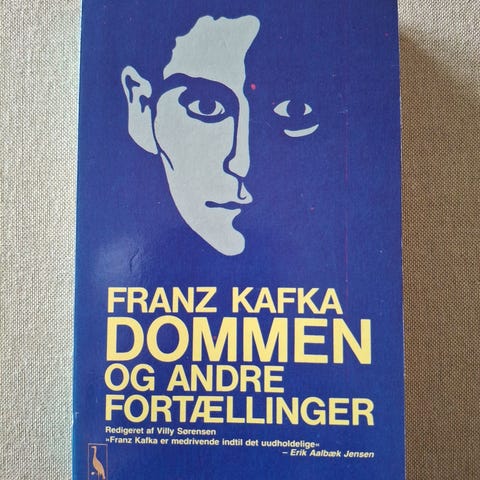 FRANZ KAFKA
DOMMEN
OG ANDRE
FORTÆLLINGER
Redigeret af Villy Sørensen
»Franz Kafka er medrivende indtil det uudholdelige«
– Erik Aalbæk Jensen